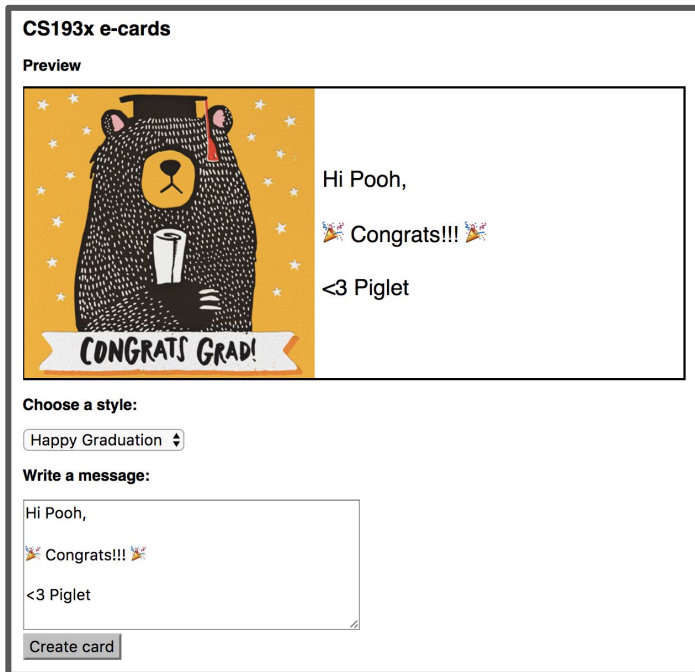 CS193x e-cards
Preview
CONGRATS GRAD!
Hi Pooh,
🎉 Congrats!!! 🎉
<3 Piglet
Choose a style:
Happy Graduation
Write a message:
Hi Pooh,
🎉 Congrats!!! 🎉
<3 Piglet
Create card